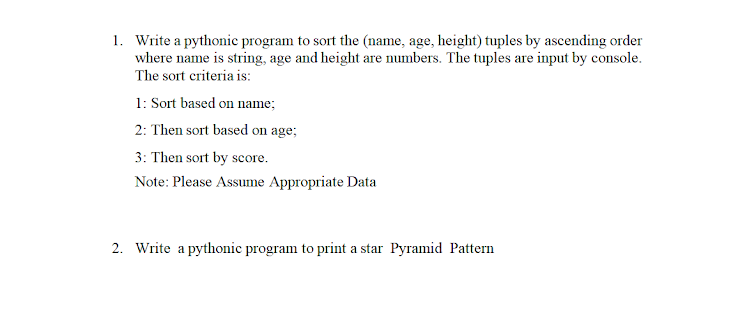 1. Write a pythonic program to sort the (name, age, height) tuples by ascending order
where name is string, age and height are numbers. The tuples are input by console.
The sort criteria is:
1: Sort based on name;
2: Then sort based on age;
3: Then sort by score.
Note: Please Assume Appropriate Data
2. Write a pythonic program to print a star Pyramid Pattern